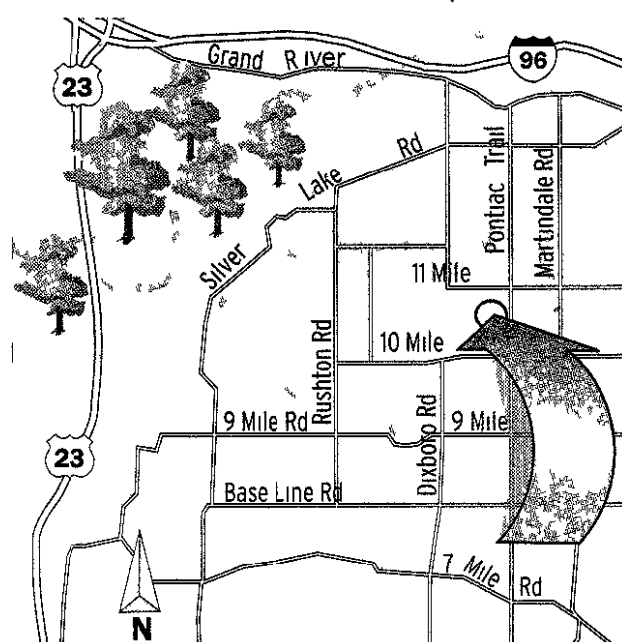 Grand River
96
23
Lake Rd
Silver
Pontiac Trail
Martindale Rd
11 Mile
10 Mile
Rushton Rd
Dixboro Rd
9 Mile Rd
9 Mile
23
Base Line Rd
7 Mile Rd
N